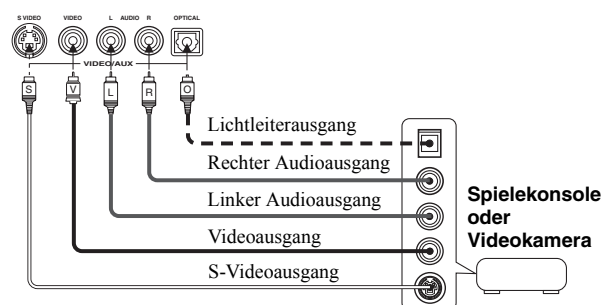 S VIDEO VIDEO L AUDIO R OPTICAL
VIDEO/AUX
S V L R O
Lichtleiterausgang
Rechter Audioausgang
Linker Audioausgang
Videoausgang
S-Videoausgang
Spielekonsole
oder
Videokamera